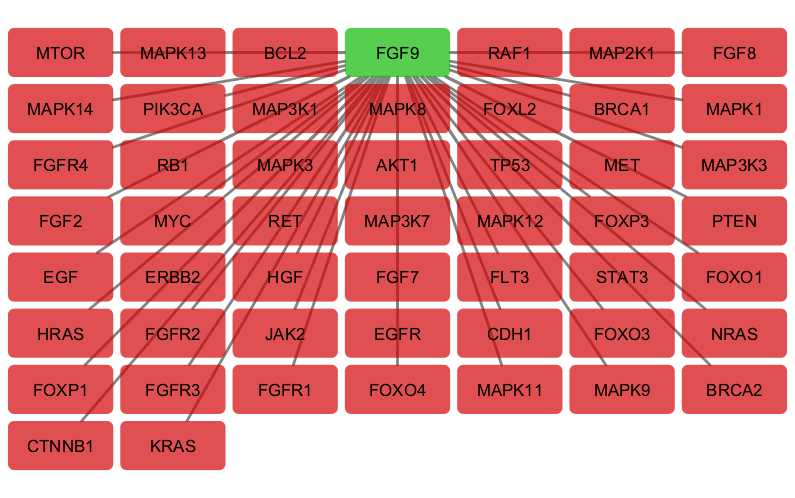 MTOR MAPK13 BCL2 FGF9 RAF1 MAP2K1 FGF8
MAPK14 PIK3CA MAP3K1 MAPK8 FOXL2 BRCA1 MAPK1
FGFR4 RB1 MAPK3 AKT1 TP53 MET MAP3K3
FGF2 MYC RET MAP3K7 MAPK12 FOXP3 PTEN
EGF ERBB2 HGF FGF7 FLT3 STAT3 FOXO1
HRAS FGFR2 JAK2 EGFR CDH1 FOXO3 NRAS
FOXP1 FGFR3 FGFR1 FOXO4 MAPK11 MAPK9 BRCA2
CTNNB1 KRAS